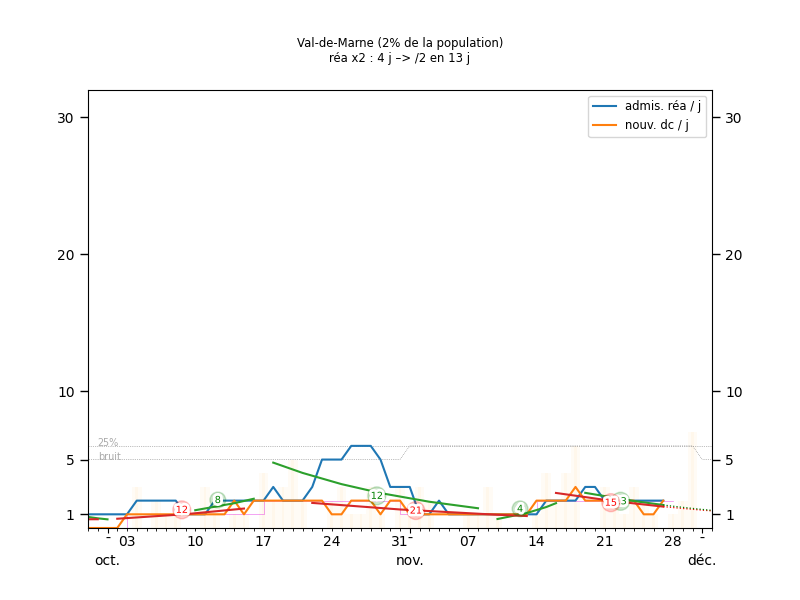 Val-de-Marne (2% de la population)
réa x2 : 4 j –> /2 en 13 j
admis. réa / j
nouv. dc / j
30 30
20 20
10 10
25%
5 bruit 5
8 12 3
1 12 21 4 15 1
- 03 10 17 24 31- 07 14 21 28 -
oct. nov. déc.